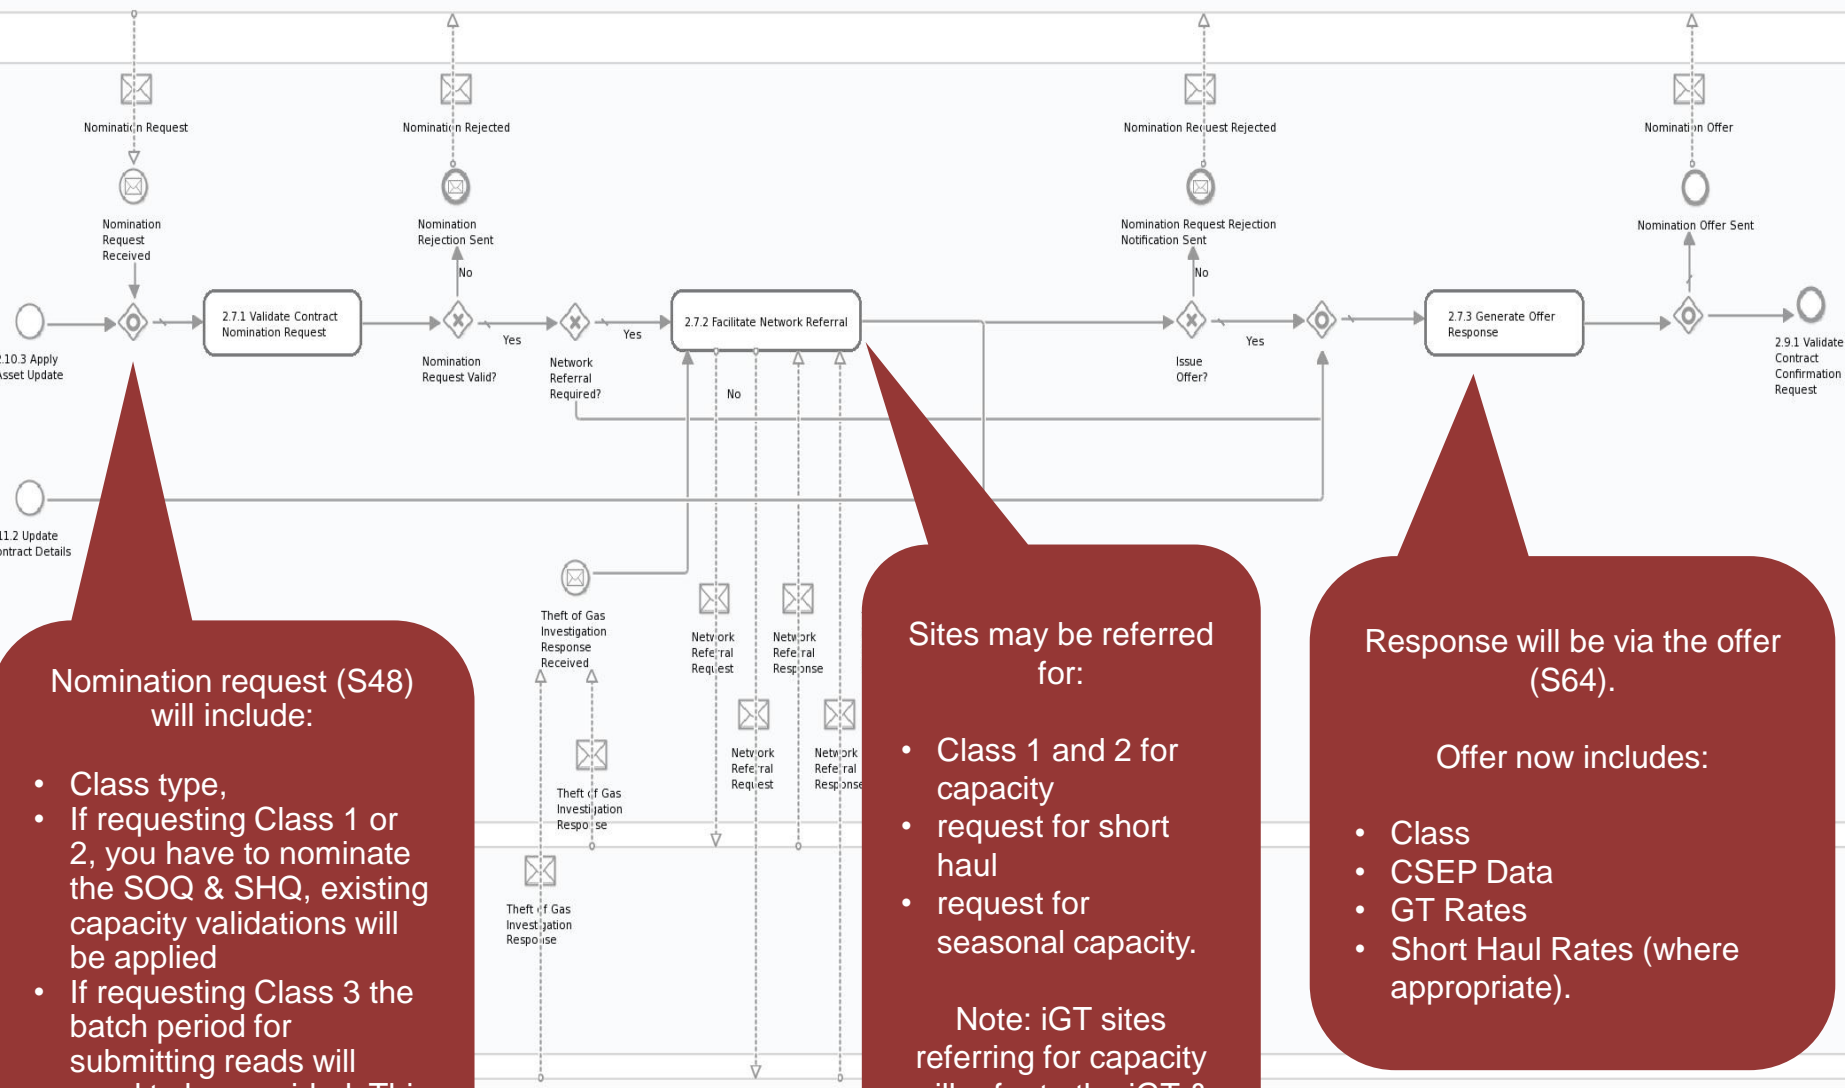 Nomination Request
Nomination Rejected
Nomination Request Rejected
Nomination Offer
Nomination
Request
Received
Nomination
Rejection Sent
Nomination Request Rejection
Notification Sent
Nomination Offer Sent
No
No
2.7.1 Validate Contract
Nomination Request
2.7.2 Facilitate Network Referral
2.7.3 Generate Offer
Response
Yes
Yes
Yes
2.10.3 Apply
Asset Update
Nomination
Request Valid?
Network
Referral
Required?
No
Issue
Offer?
2.9.1 Validate
Contract
Confirmation
Request
11.2 Update
Contract Details
Theft of Gas
Investigation
Response
Received
Network
Referral
Request
Network
Referral
Response
Network
Referral
Request
Network
Referral
Response
Theft of Gas
Investigation
Response
Theft of Gas
Investigation
Response
Nomination request (S48)
will include:
• Class type,
• If requesting Class 1 or
2, you have to nominate
the SOQ & SHQ, existing
capacity validations will
be applied
• If requesting Class 3 the
batch period for
submitting reads will
Sites may be referred
for:
• Class 1 and 2 for
capacity
• request for short
haul
• request for
seasonal capacity.
Note: iGT sites
referring for capacity
Response will be via the offer
(S64).
Offer now includes:
• Class
• CSEP Data
• GT Rates
• Short Haul Rates (where
appropriate).